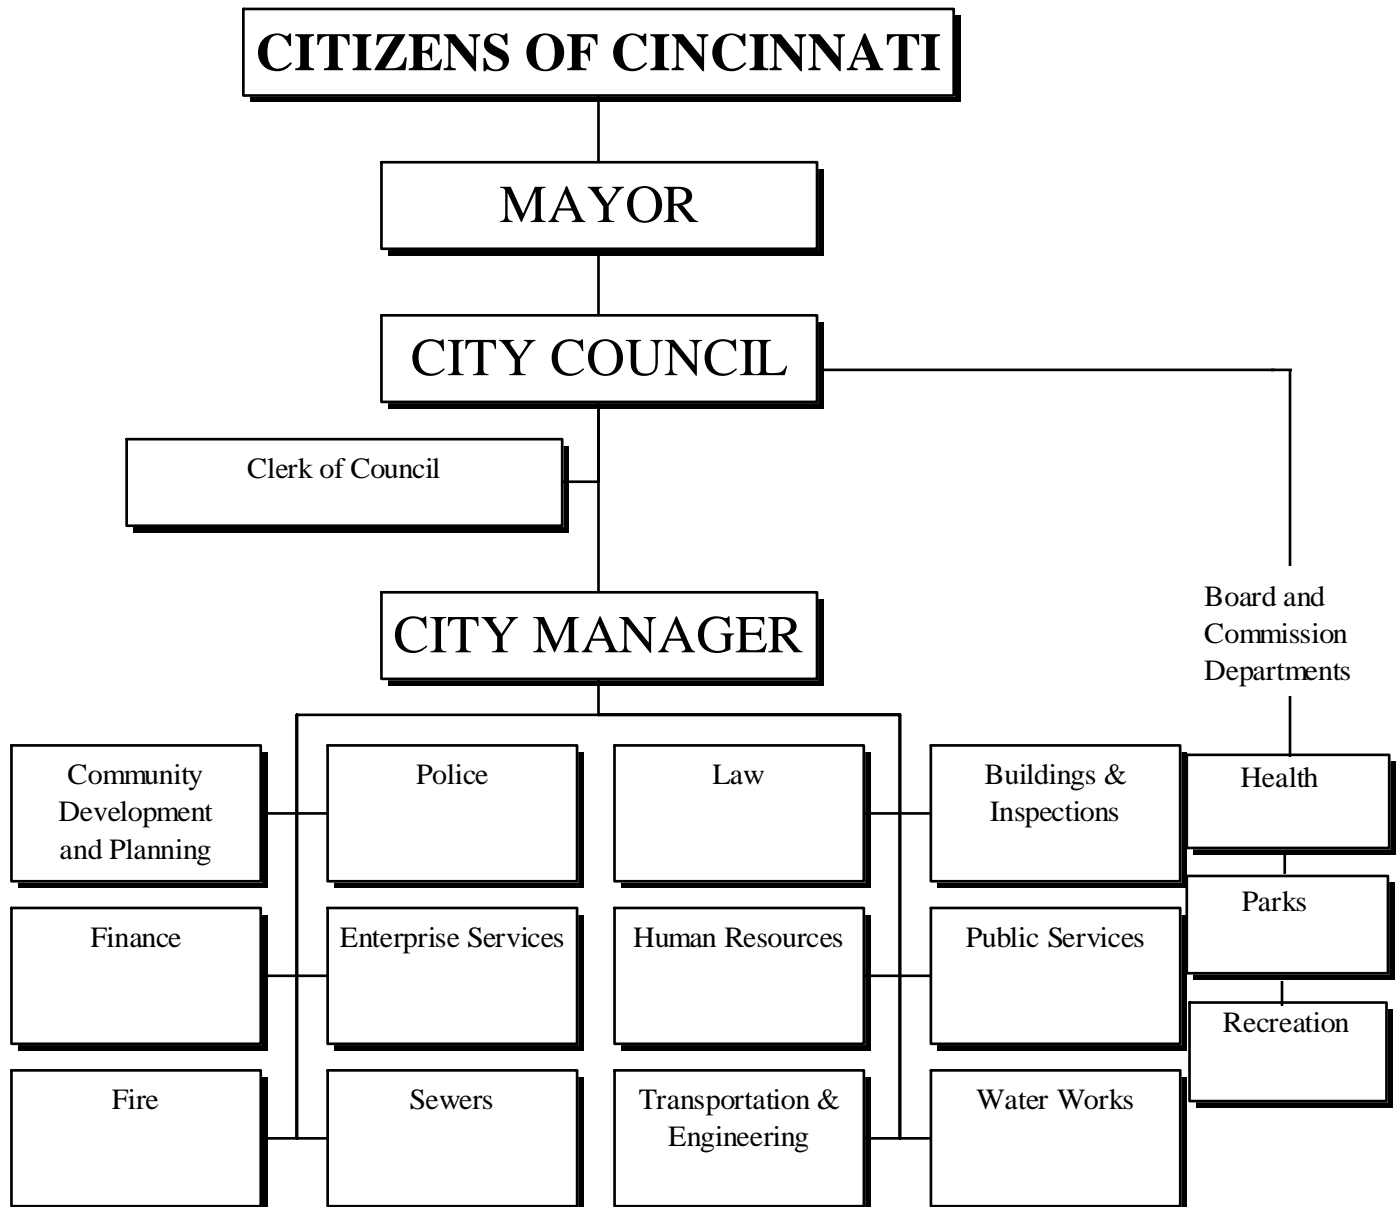 CITIZENS OF CINCINNATI
MAYOR
CITY COUNCIL
Clerk of Council
CITY MANAGER
Board and
Commission
Departments
Community
Development
and Planning
Police
Law
Buildings &
Inspections
Health
Finance
Enterprise Services
Human Resources
Public Services
Parks
Fire
Sewers
Transportation &
Engineering
Water Works
Recreation